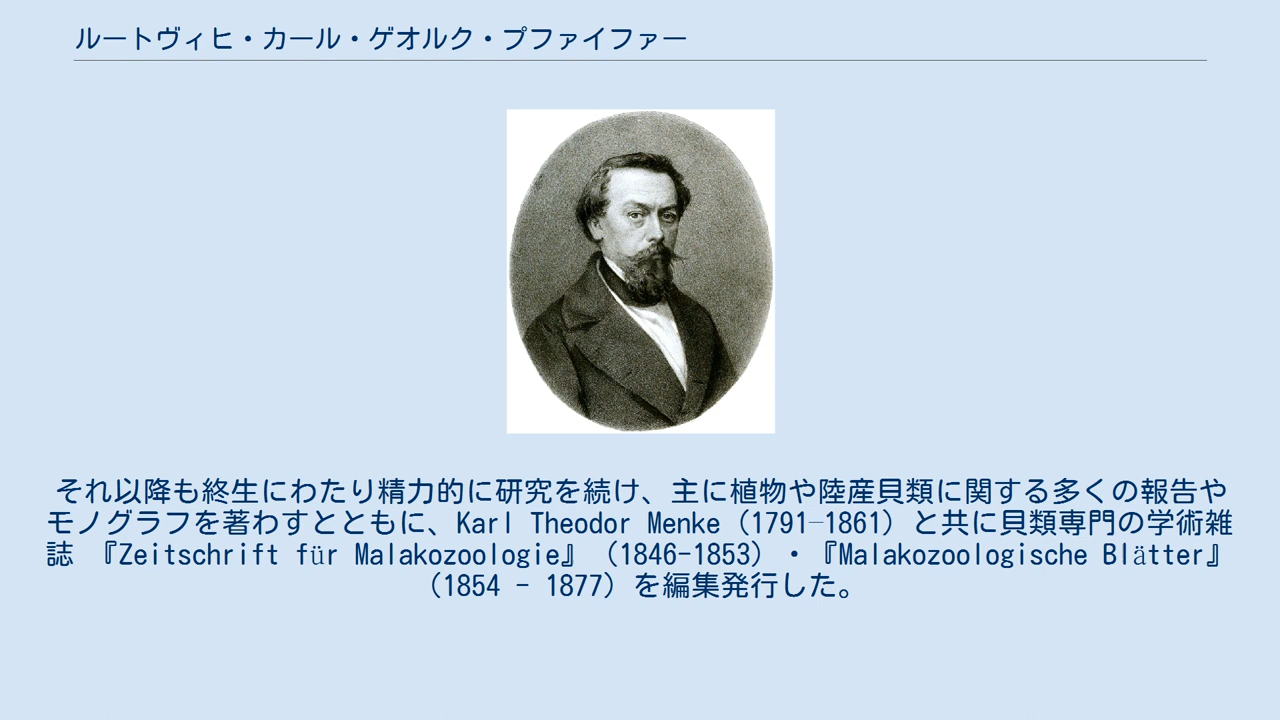 ルートヴィヒ・カール・ゲオルク・プファイファー
それ以降も終生にわたり精力的に研究を続け、主に植物や陸産貝類に関する多くの報告や
モノグラフを著わすとともに、Karl Theodor Menke（1791–1861）と共に貝類専門の学術雑
誌 『Zeitschrift für Malakozoologie』（1846-1853）・『Malakozoologische Blätter』
（1854 - 1877）を編集発行した。